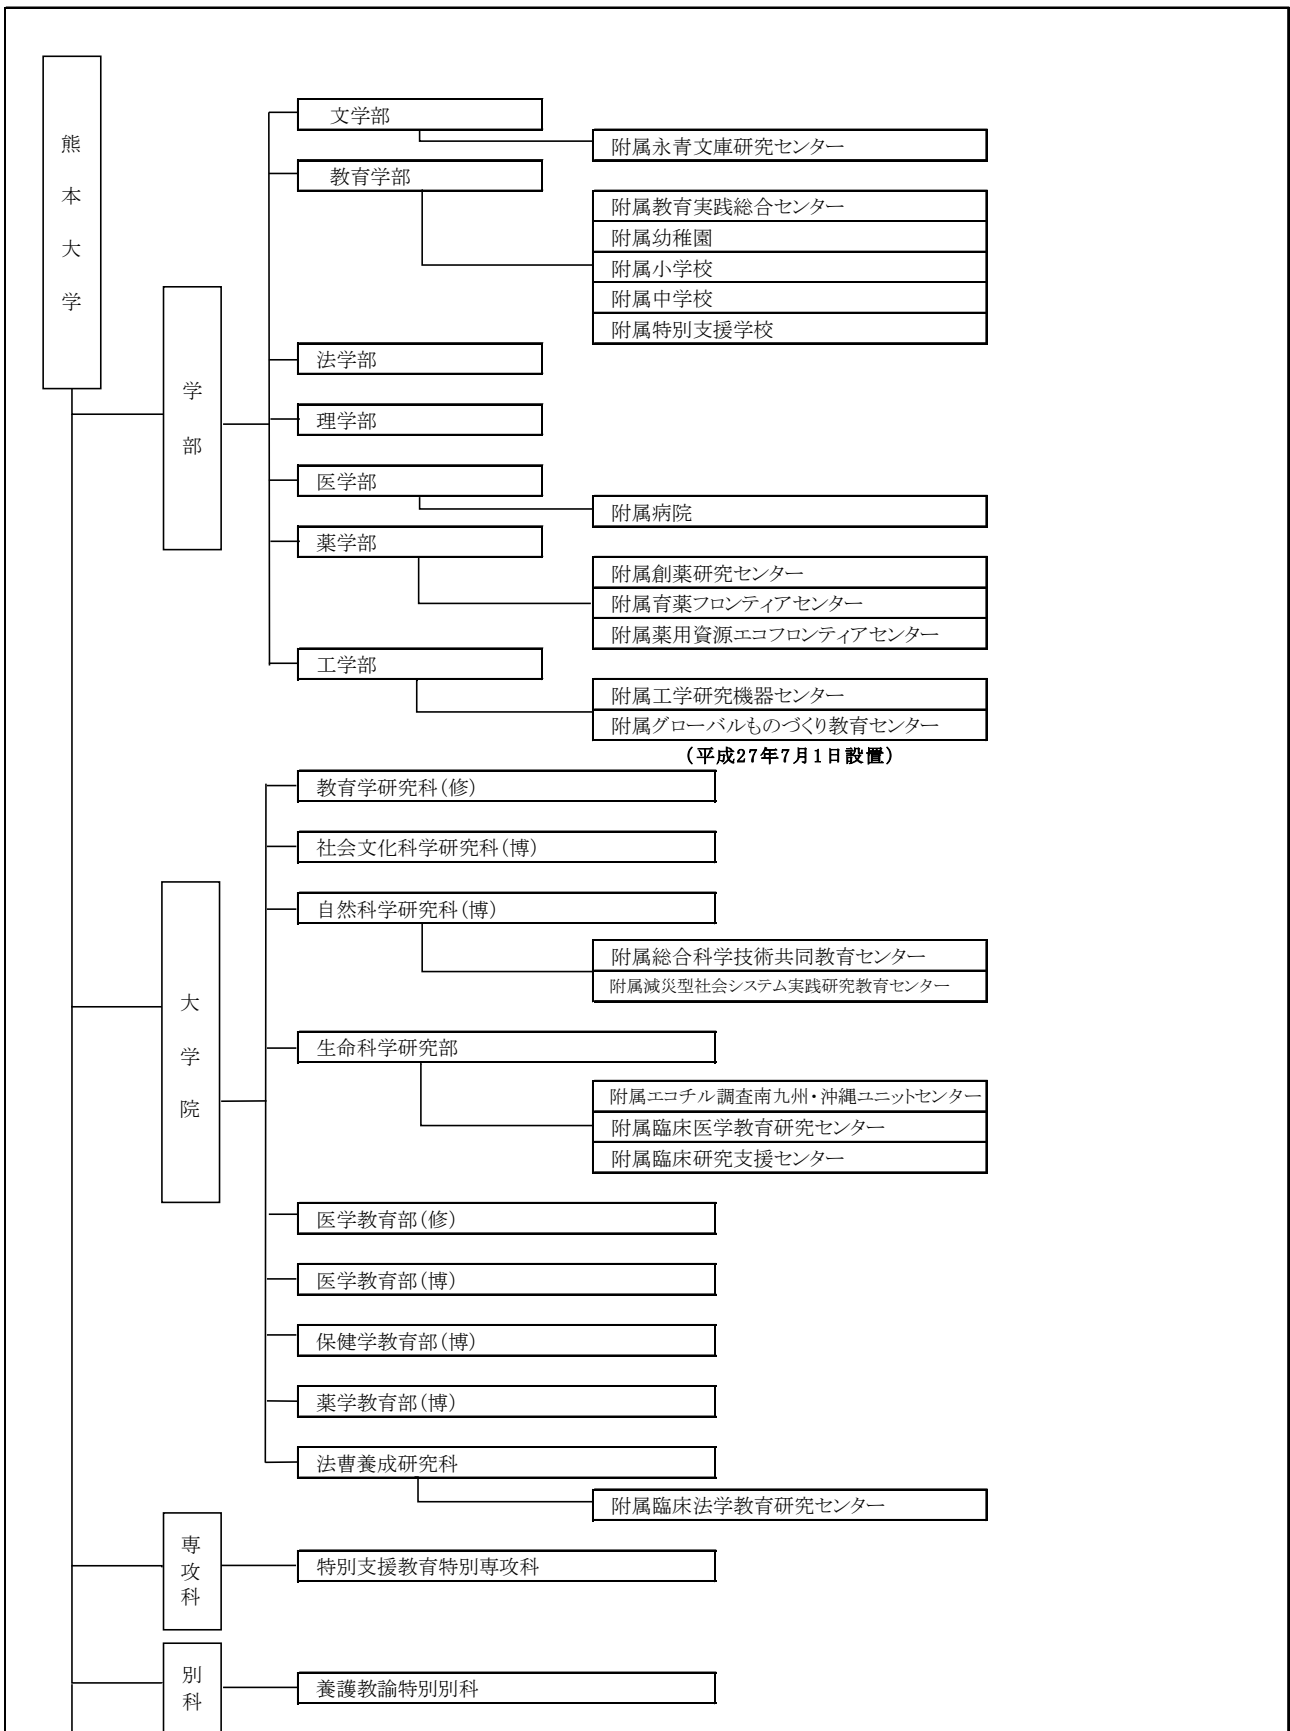 熊本大学
学部
文学部
附属永青文庫研究センター
教育学部
附属教育実践総合センター
附属幼稚園
附属小学校
附属中学校
附属特別支援学校
法学部
理学部
医学部
附属病院
薬学部
附属創薬研究センター
附属育薬フロンティアセンター
附属薬用資源エコフロンティアセンター
工学部
附属工学研究機器センター
附属グローバルものづくり教育センター
(平成27年7月1日設置)
大学院
教育学研究科(修)
社会文化科学研究科(博)
自然科学研究科(博)
附属総合科学技術共同教育センター
附属減災型社会システム実践研究教育センター
生命科学研究部
附属エコチル調査南九州・沖縄ユニットセンター
附属臨床医学教育研究センター
附属臨床研究支援センター
医学教育部(修)
医学教育部(博)
保健学教育部(博)
薬学教育部(博)
法曹養成研究科
附属臨床法学教育研究センター
専攻科
特別支援教育特別専攻科
別科
養護教諭特別別科